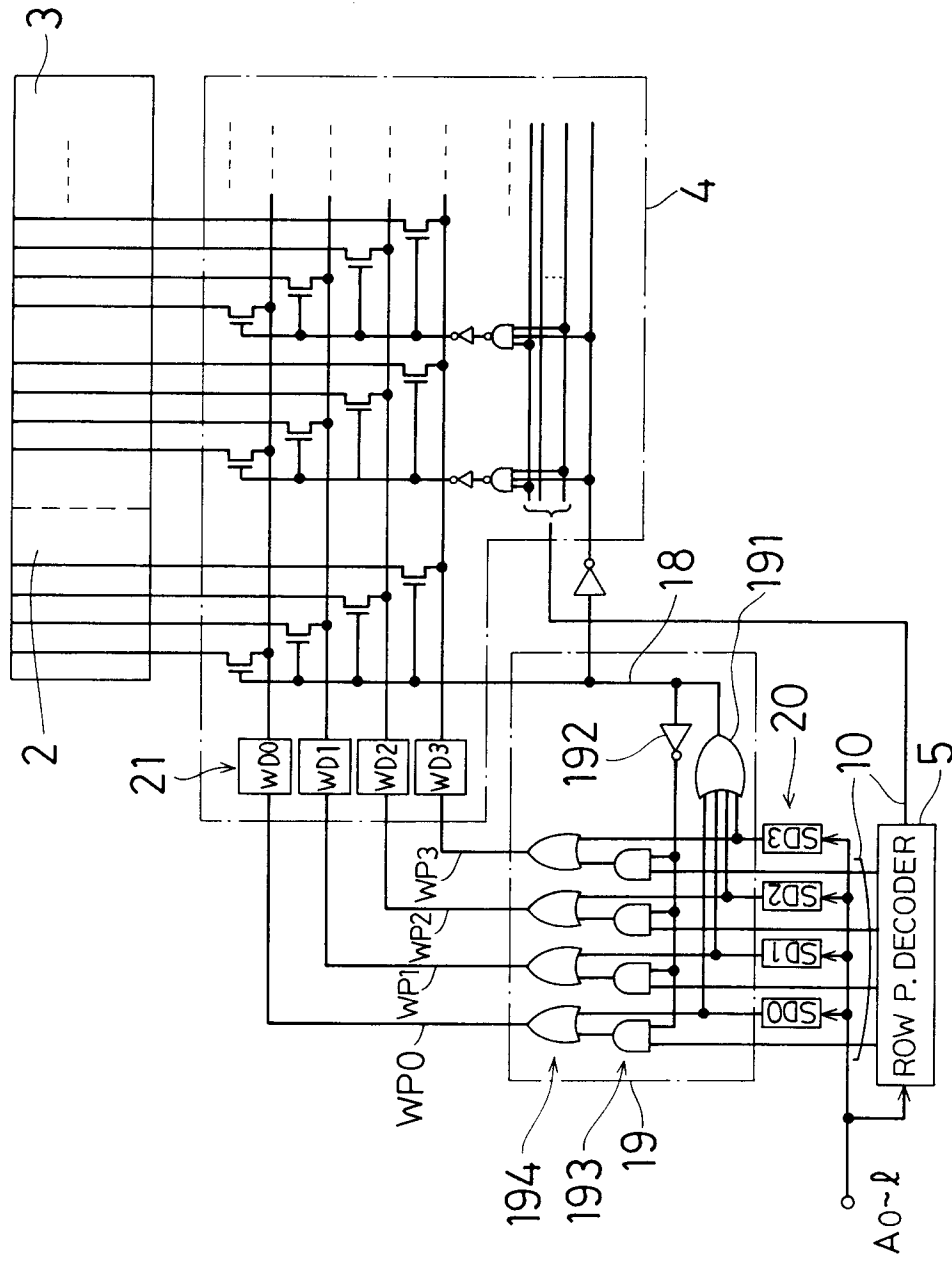 3
2
4
21
WD0
WD1
WD2
WD3
WP0
WP1
WP2
WP3
18
191
192
20
10
5
194
193
19
SD0
SD1
SD2
SD3
ROW P. DECODER
A0~ℓ